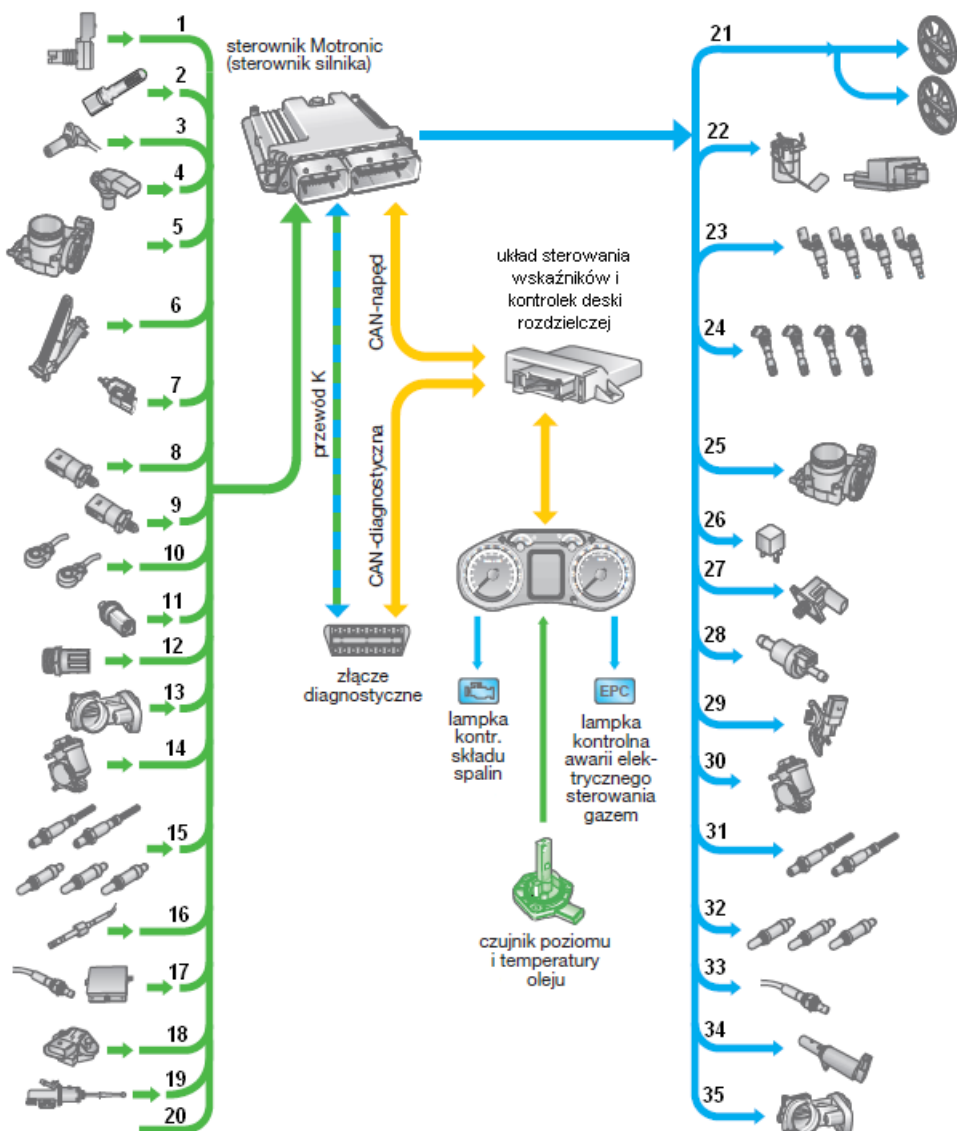 1
2
3
4
5
6
7
8
9
10
11
12
13
14
15
16
17
18
19
20
sterownik Motronic
(sterownik silnika)
przewód K
CAN-napęd
CAN-diagnostyczna
układ sterowania
wskaźników i
kontrolek deski
rozdzielczej
złącze
diagnostyczne
lampka
kontr.
składu
spalin
EPC
lampka
kontrolna
awarii elek-
trycznego
sterowania
gazem
czujnik poziomu
i temperatury
oleju
21
22
23
24
25
26
27
28
29
30
31
32
33
34
35